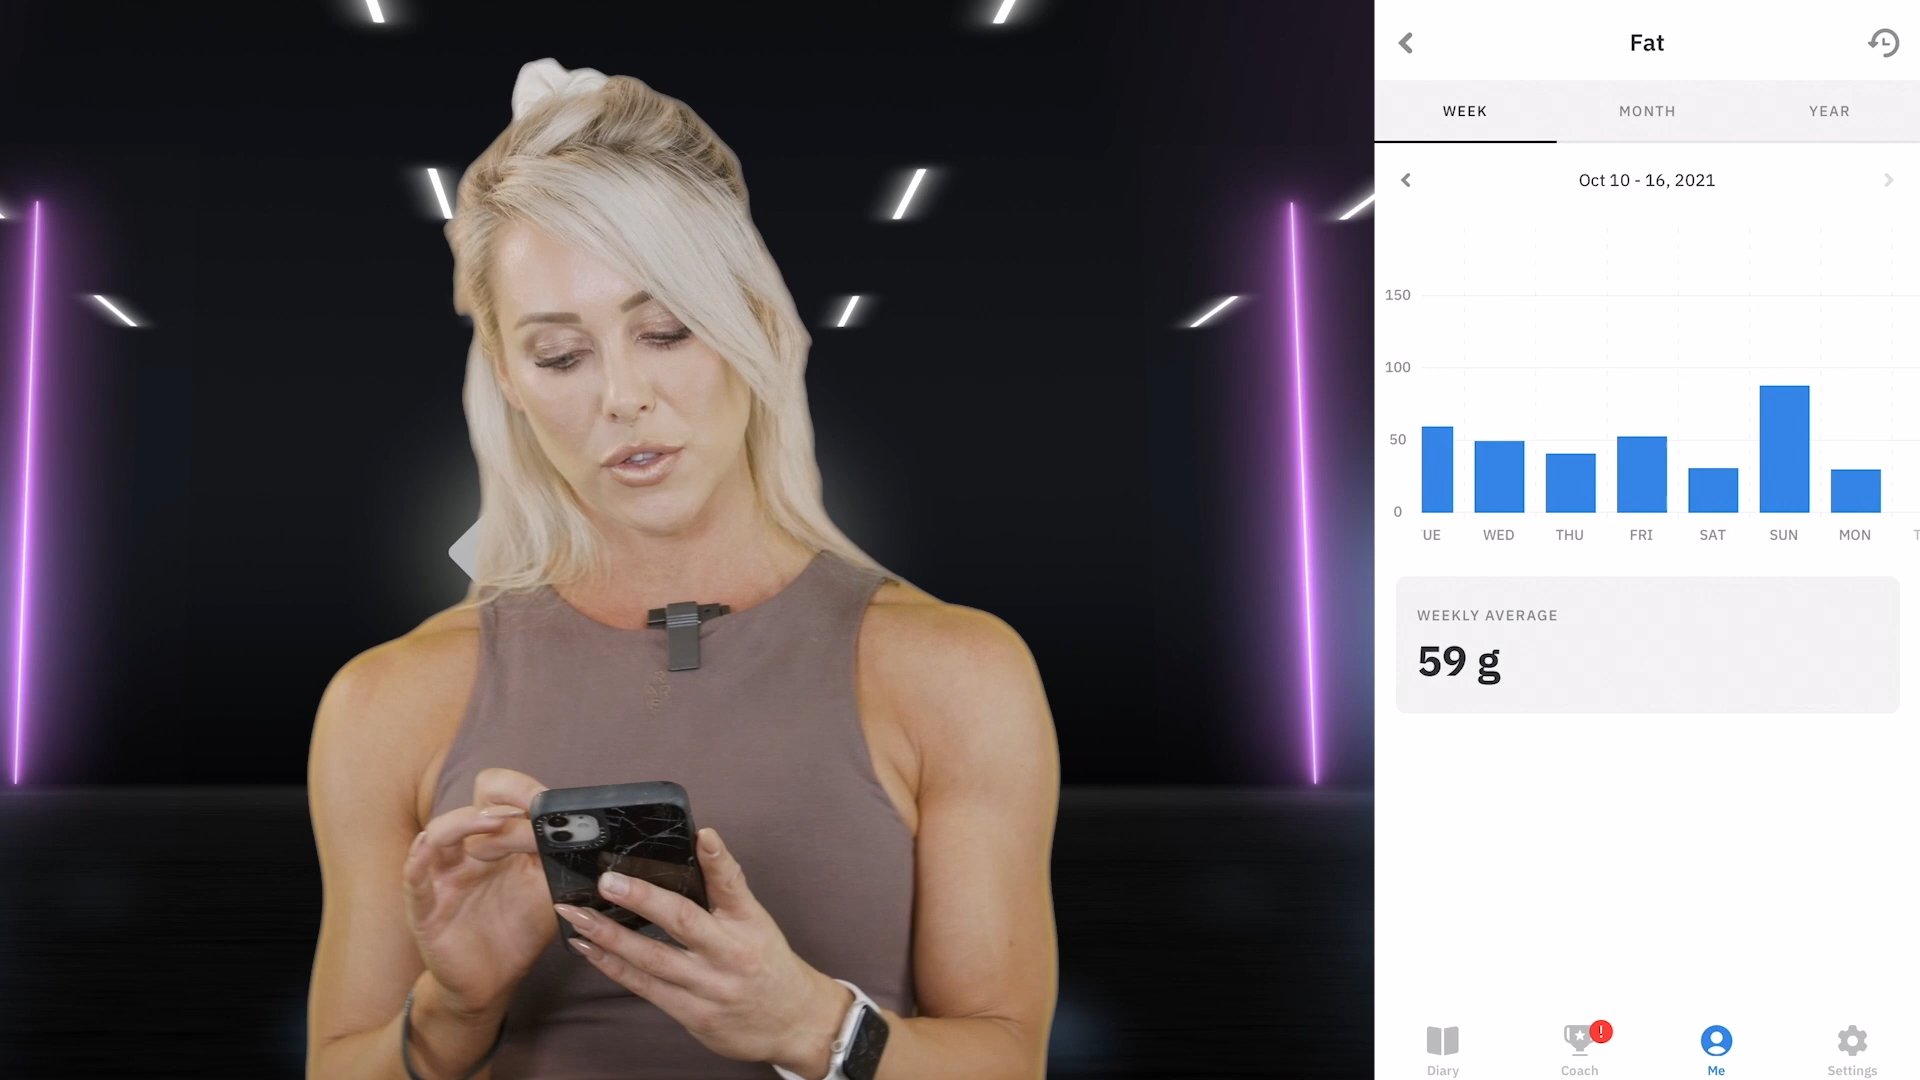 Fat
WEEK MONTH YEAR
Oct 10 - 16, 2021
150
100
50
0
UE WED THU FRI SAT SUN MON T
WEEKLY AVERAGE
59 g
!
Diary Coach Me Settings